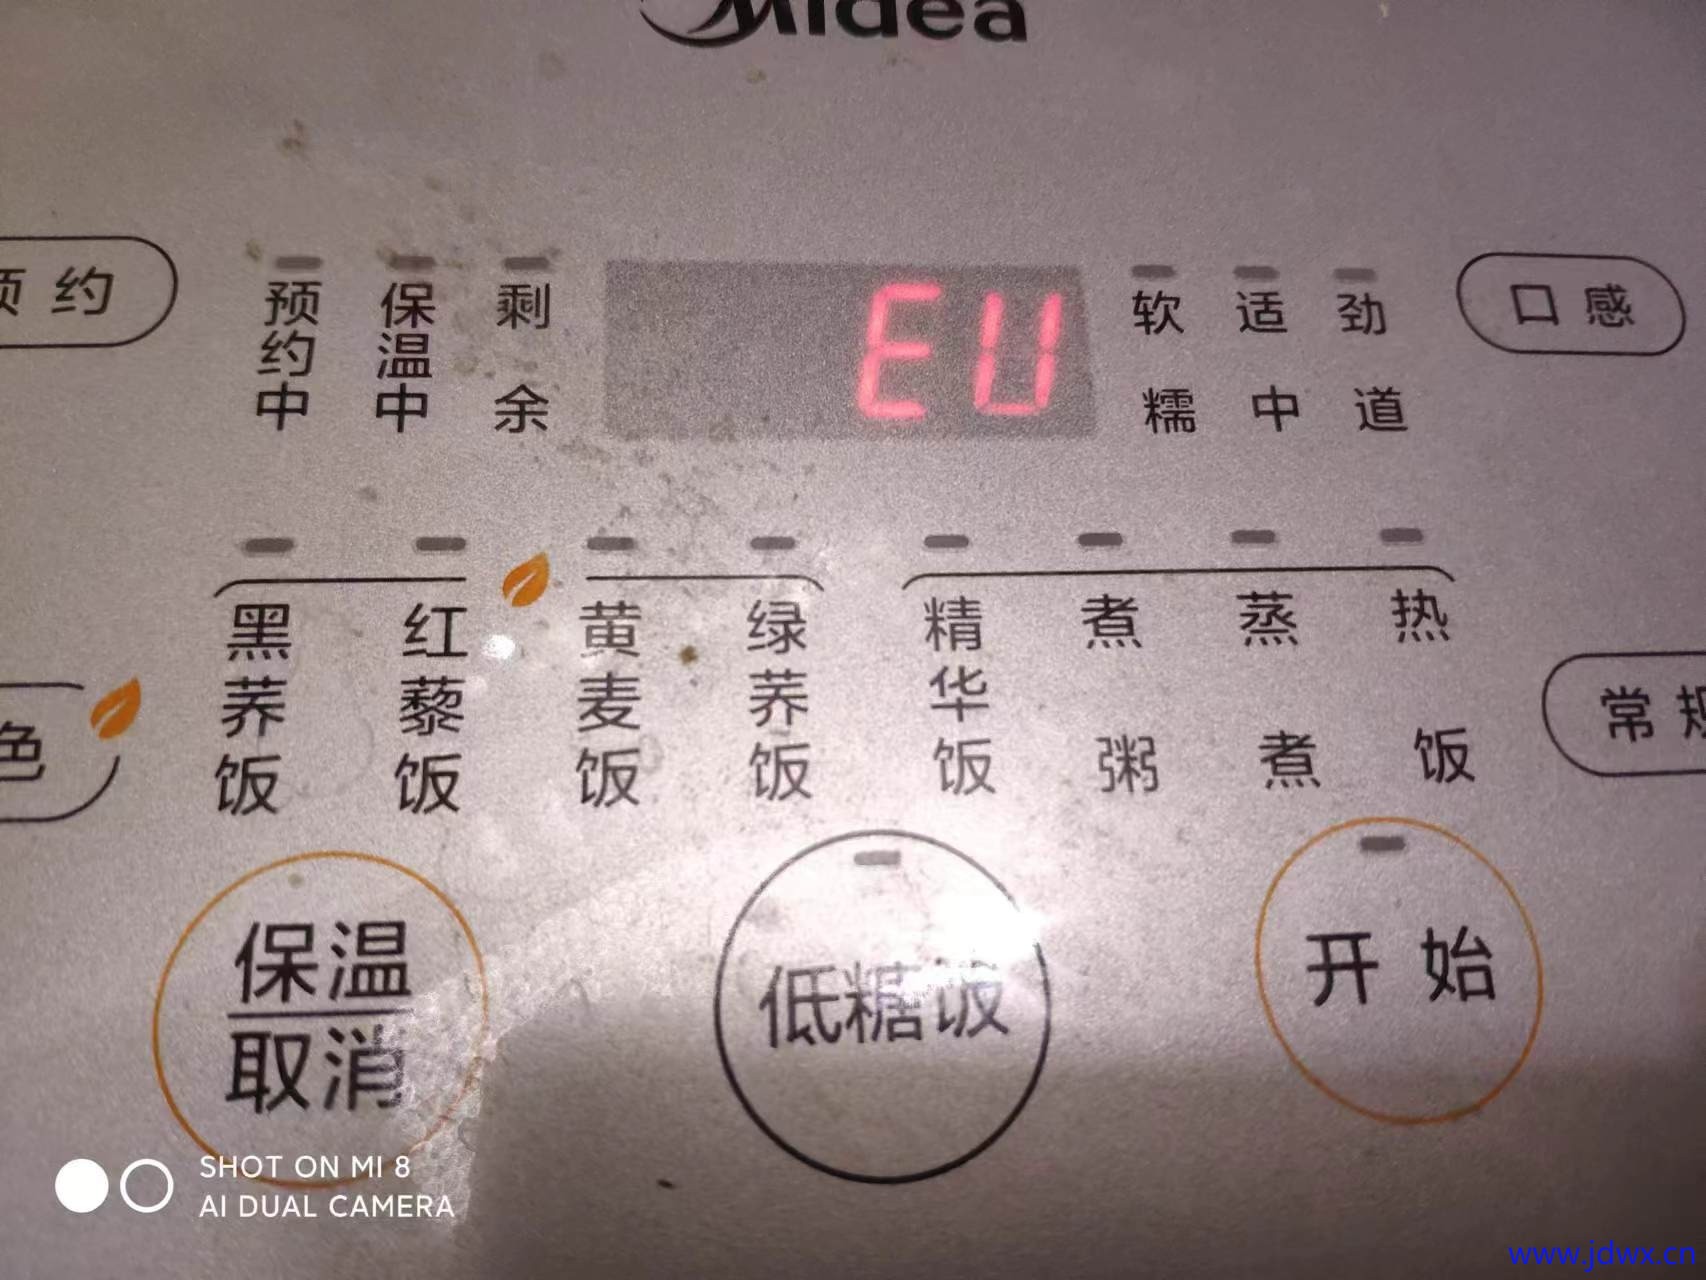 Midea
预约
预约中
保温中
剩余
EU
软糯
适中
劲道
口感
色
黑荞饭
红藜饭
黄麦饭
绿荞饭
精华饭
煮粥
蒸煮
热饭
常规
保温
取消
低糖饭
开始
SHOT ON MI 8
AI DUAL CAMERA
www.jdwx.cn